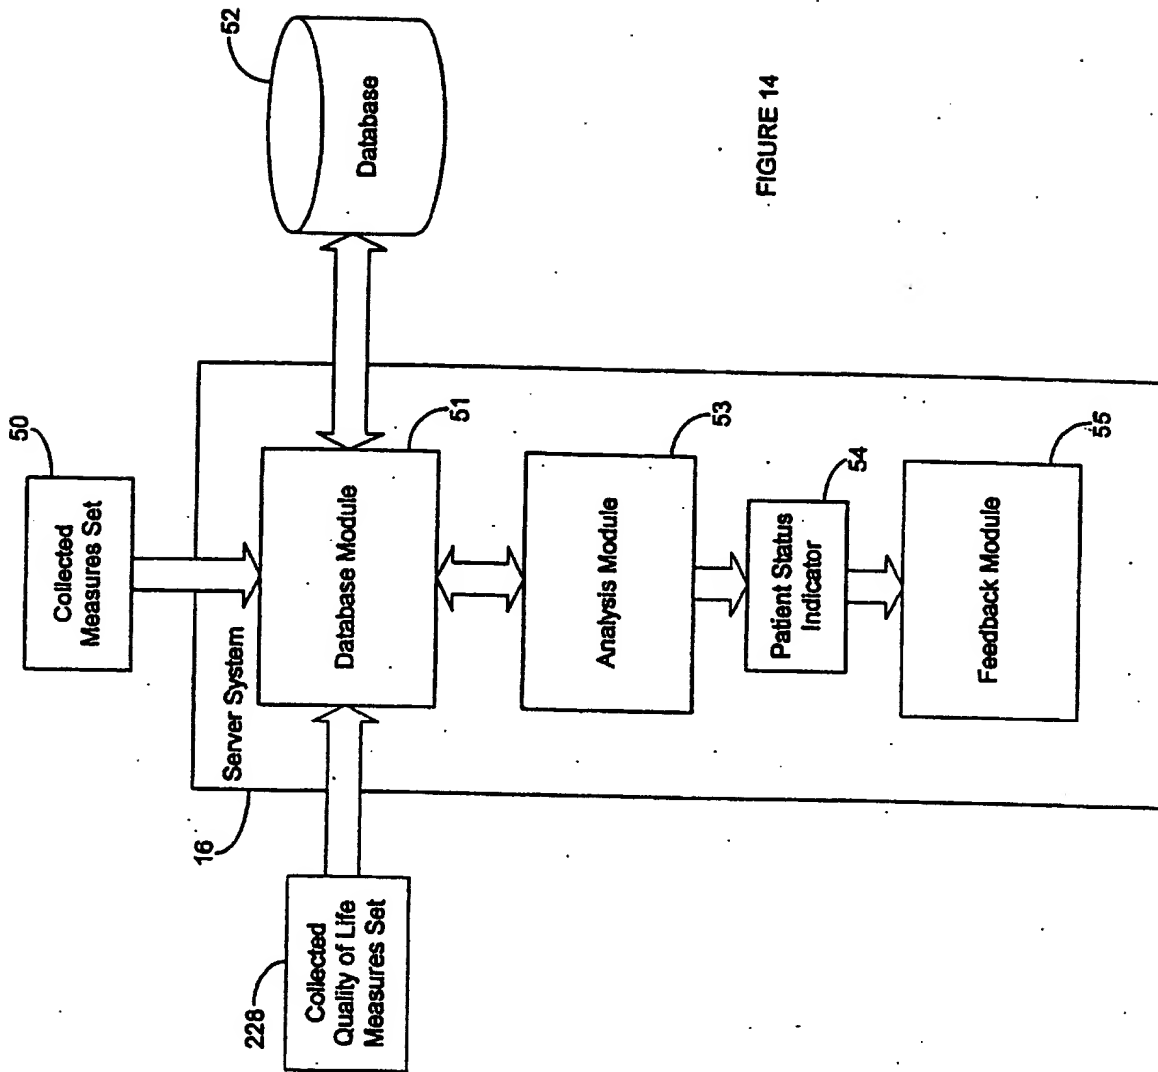 50
Collected
Measures Set
16
Server System
52
228
Collected
Quality of Life
Measures Set
Database Module
Database
51
Analysis Module
53
Patient Status
Indicator
54
FIGURE 14
Feedback Module
55